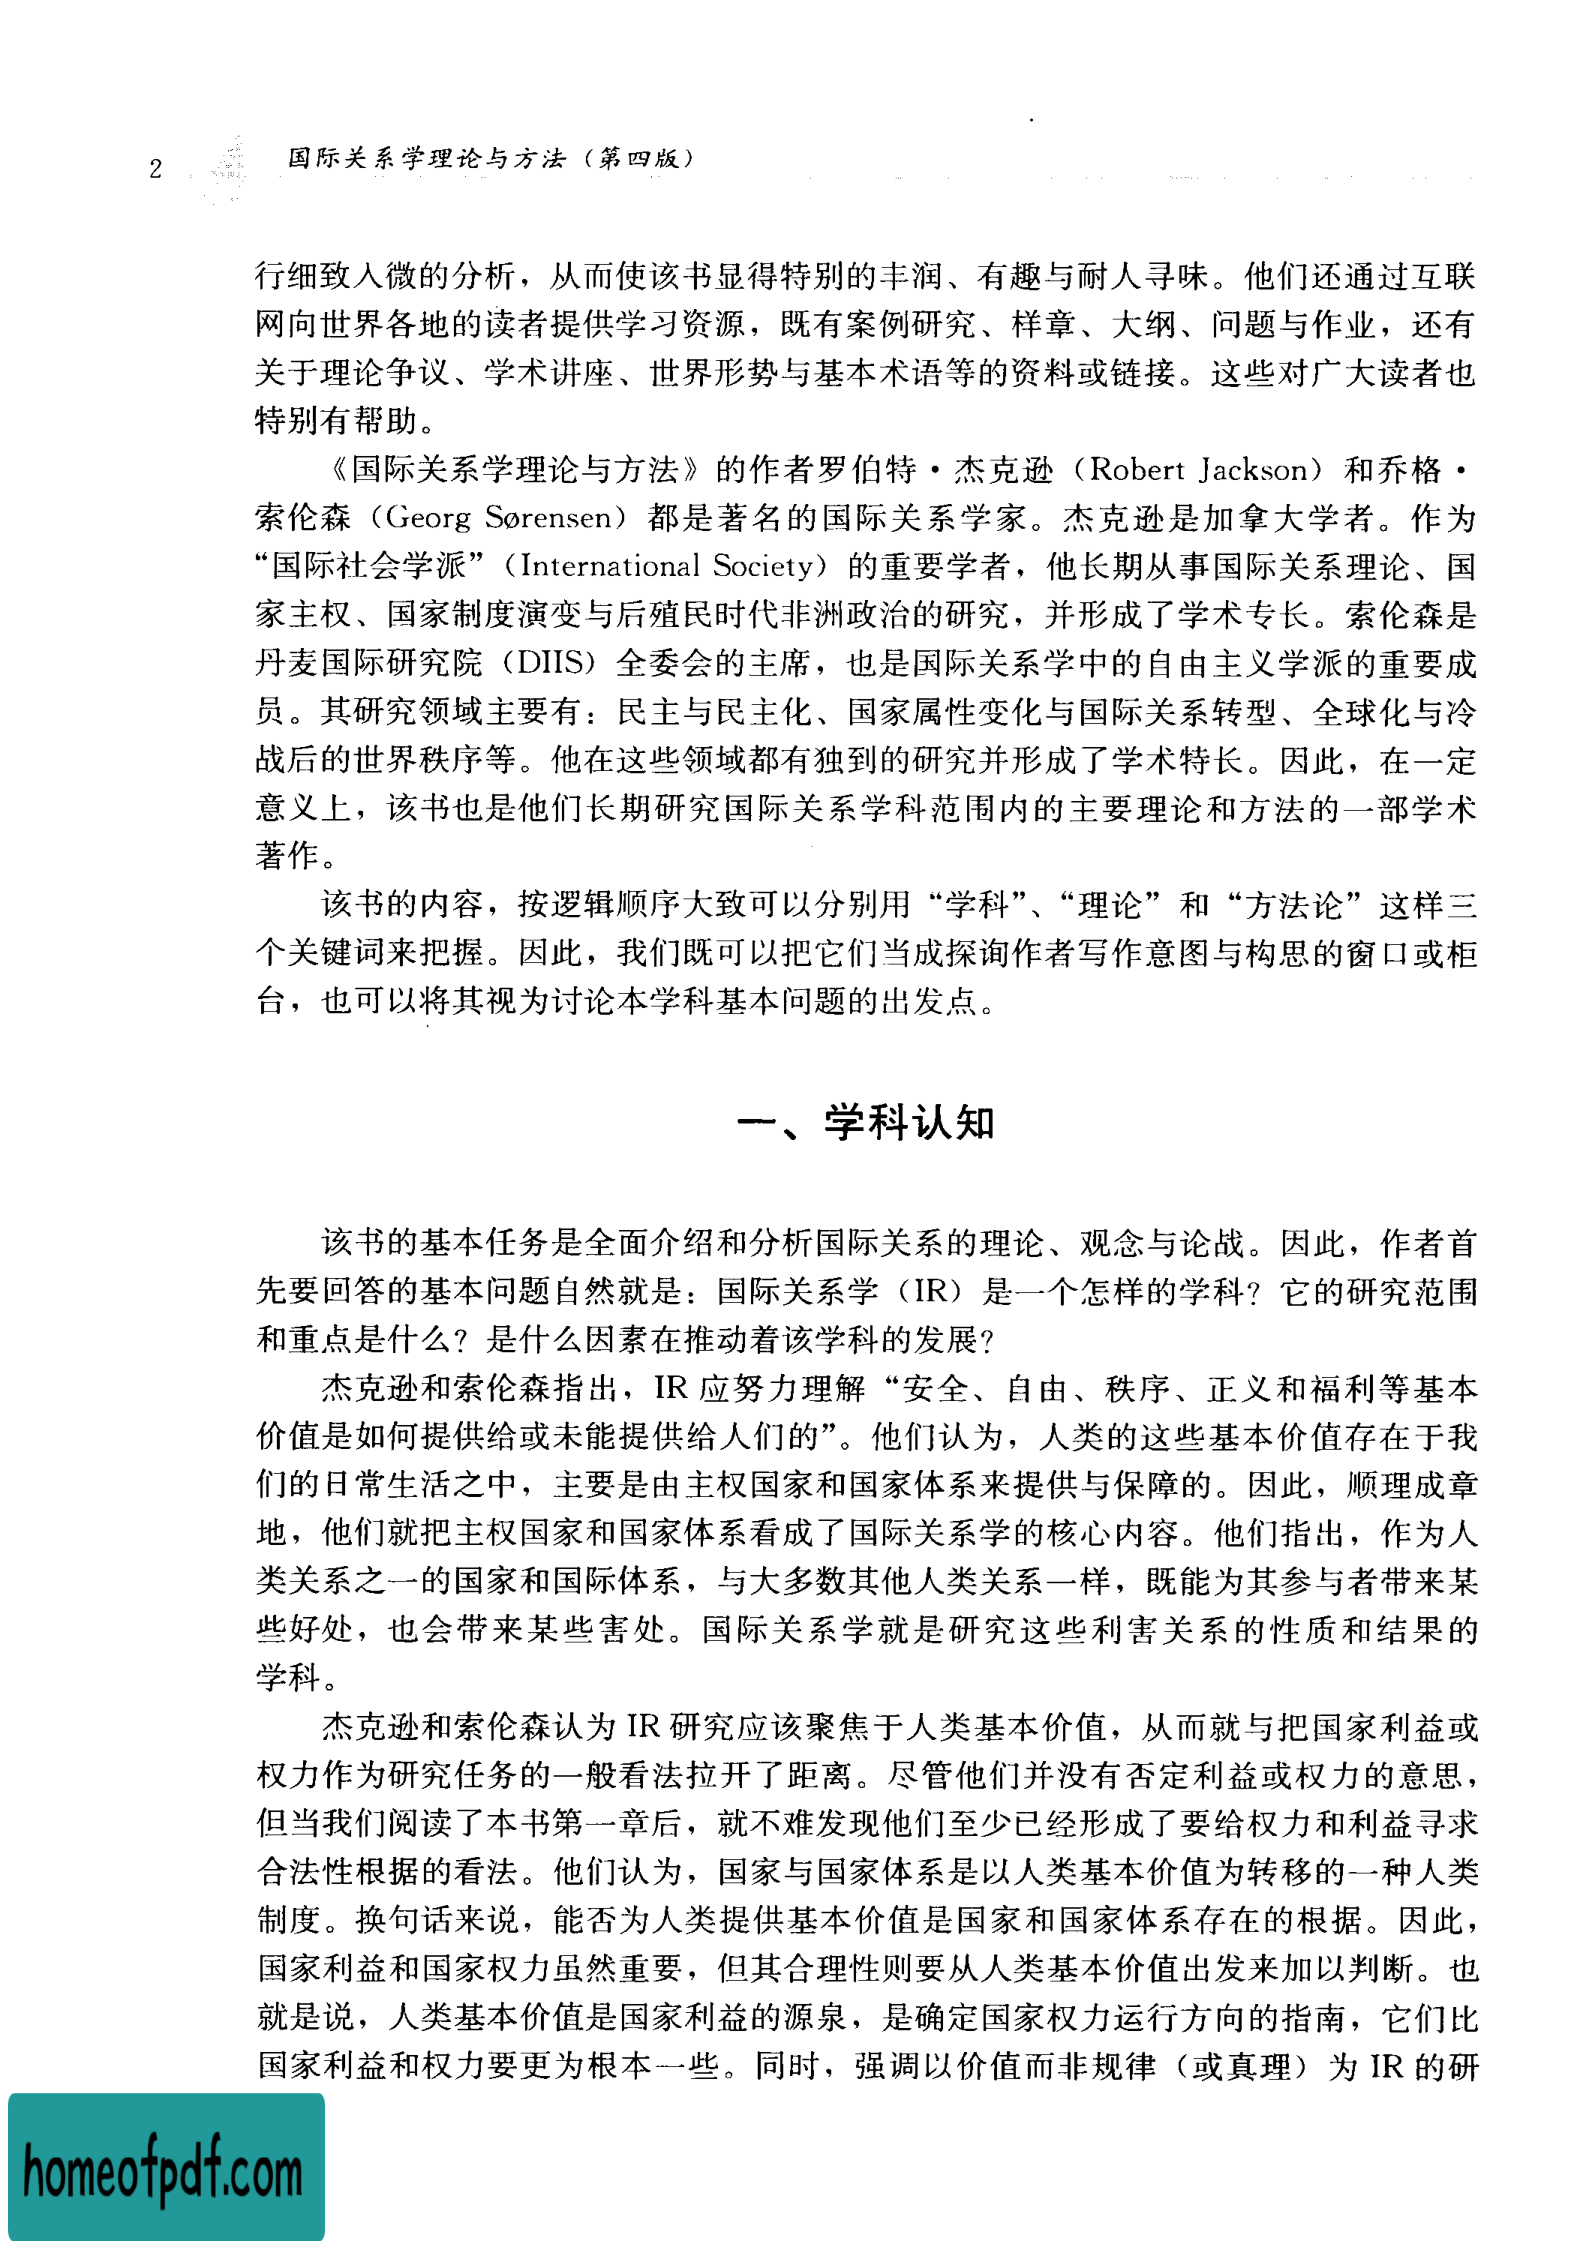 2
国际关系学理论与方法（第四版）
行细致入微的分析，从而使该书显得特别的丰润、有趣与耐人寻味。他们还通过互联
网向世界各地的读者提供学习资源，既有案例研究、样章、大纲、问题与作业，还有
关于理论争议、学术讲座、世界形势与基本术语等的资料或链接。这些对广大读者也
特别有帮助。
《国际关系学理论与方法》的作者罗伯特·杰克逊（Robert Jackson）和乔格·
索伦森（Georg Sørensen）都是著名的国际关系学家。杰克逊是加拿大学者。作为
“国际社会学派”（International Society）的重要学者，他长期从事国际关系理论、国
家主权、国家制度演变与后殖民时代非洲政治的研究，并形成了学术专长。索伦森是
丹麦国际研究院（DIIS）全委会的主席，也是国际关系学中的自由主义学派的重要成
员。其研究领域主要有：民主与民主化、国家属性变化与国际关系转型、全球化与冷
战后的世界秩序等。他在这些领域都有独到的研究并形成了学术特长。因此，在一定
意义上，该书也是他们长期研究国际关系学科范围内的主要理论和方法的一部学术
著作。
该书的内容，按逻辑顺序大致可以分别用“学科”、“理论”和“方法论”这样三
个关键词来把握。因此，我们既可以把它们当成探询作者写作意图与构思的窗口或柜
台，也可以将其视为讨论本学科基本问题的出发点。
一、学科认知
该书的基本任务是全面介绍和分析国际关系的理论、观念与论战。因此，作者首
先要回答的基本问题自然就是：国际关系学（IR）是一个怎样的学科？它的研究范围
和重点是什么？是什么因素在推动着该学科的发展？
杰克逊和索伦森指出，IR 应努力理解“安全、自由、秩序、正义和福利等基本
价值是如何提供给或未能提供给人们的”。他们认为，人类的这些基本价值存在于我
们的日常生活之中，主要是由主权国家和国家体系来提供与保障的。因此，顺理成章
地，他们就把主权国家和国家体系看成了国际关系学的核心内容。他们指出，作为人
类关系之一的国家和国际体系，与大多数其他人类关系一样，既能为其参与者带来某
些好处，也会带来某些害处。国际关系学就是研究这些利害关系的性质和结果的
学科。
杰克逊和索伦森认为 IR 研究应该聚焦于人类基本价值，从而就与把国家利益或
权力作为研究任务的一般看法拉开了距离。尽管他们并没有否定利益或权力的意思，
但当我们阅读了本书第一章后，就不难发现他们至少已经形成了要给权力和利益寻求
合法性根据的看法。他们认为，国家与国家体系是以人类基本价值为转移的一种人类
制度。换句话来说，能否为人类提供基本价值是国家和国家体系存在的根据。因此，
国家利益和国家权力虽然重要，但其合理性则要从人类基本价值出发来加以判断。也
就是说，人类基本价值是国家利益的源泉，是确定国家权力运行方向的指南，它们比
国家利益和权力要更为根本一些。同时，强调以价值而非规律（或真理）为 IR 的研
homeofpdf.com